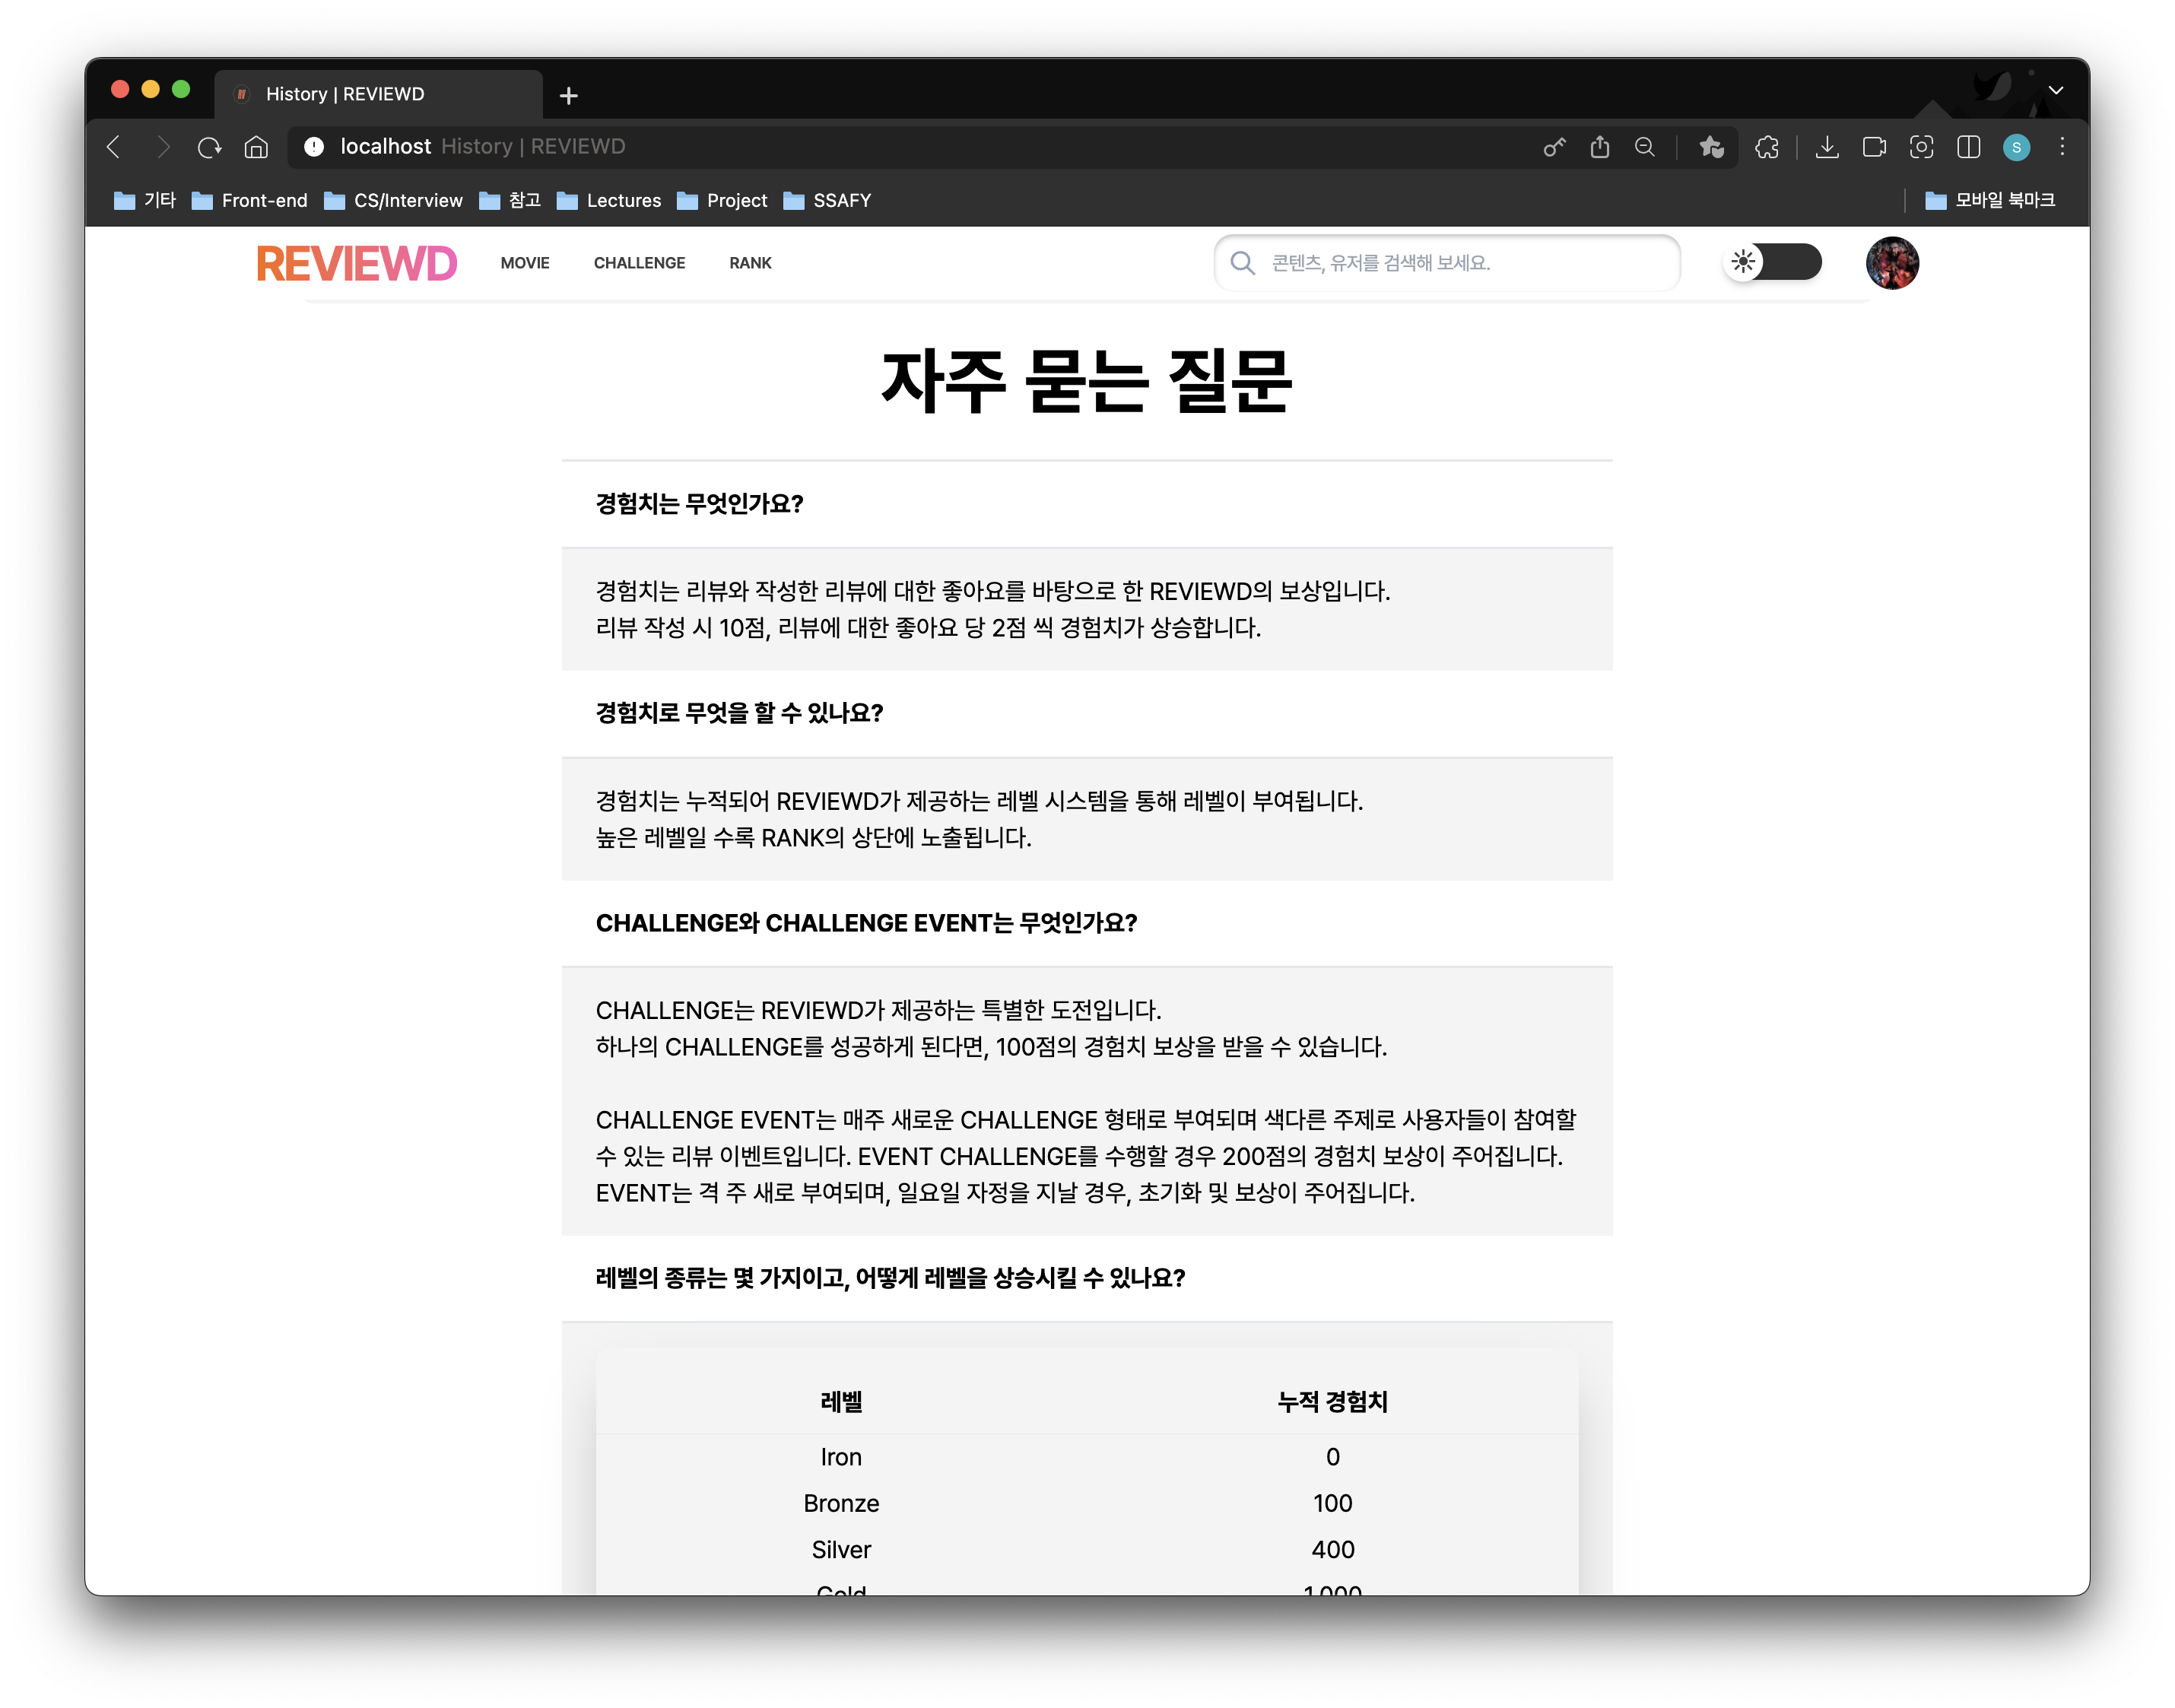 History | REVIEWD
localhost History | REVIEWD
S
기타 Front-end CS/Interview 참고 Lectures Project SSAFY 모바일 북마크
REVIEWD MOVIE CHALLENGE RANK 콘텐츠, 유저를 검색해 보세요.
자주 묻는 질문
경험치는 무엇인가요?
경험치는 리뷰와 작성한 리뷰에 대한 좋아요를 바탕으로 한 REVIEWD의 보상입니다.
리뷰 작성 시 10점, 리뷰에 대한 좋아요 당 2점 씩 경험치가 상승합니다.
경험치로 무엇을 할 수 있나요?
경험치는 누적되어 REVIEWD가 제공하는 레벨 시스템을 통해 레벨이 부여됩니다.
높은 레벨일 수록 RANK의 상단에 노출됩니다.
CHALLENGE와 CHALLENGE EVENT는 무엇인가요?
CHALLENGE는 REVIEWD가 제공하는 특별한 도전입니다.
하나의 CHALLENGE를 성공하게 된다면, 100점의 경험치 보상을 받을 수 있습니다.
CHALLENGE EVENT는 매주 새로운 CHALLENGE 형태로 부여되며 색다른 주제로 사용자들이 참여할
수 있는 리뷰 이벤트입니다. EVENT CHALLENGE를 수행할 경우 200점의 경험치 보상이 주어집니다.
EVENT는 격 주 새로 부여되며, 일요일 자정을 지날 경우, 초기화 및 보상이 주어집니다.
레벨의 종류는 몇 가지이고, 어떻게 레벨을 상승시킬 수 있나요?
레벨 누적 경험치
Iron 0
Bronze 100
Silver 400
Gold 1,000